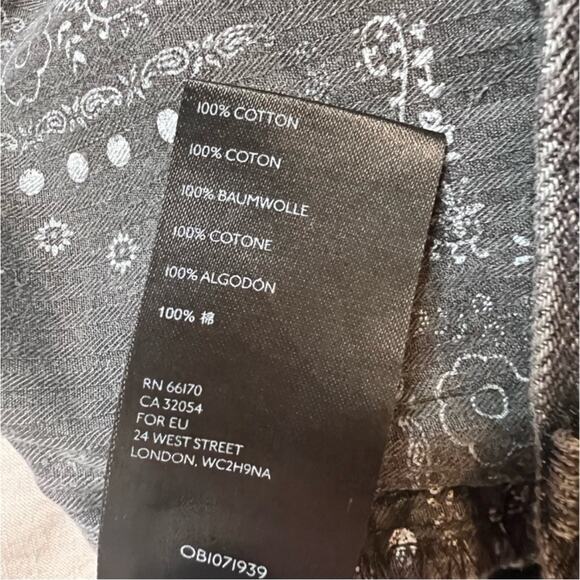 100% COTTON
100% COTON
100% BAUMWOLLE
100% COTONE
100% ALGODÓN
100% 棉
RN 66170
CA 32054
FOR EU
24 WEST STREET
LONDON, WC2H9NA
OB1071939